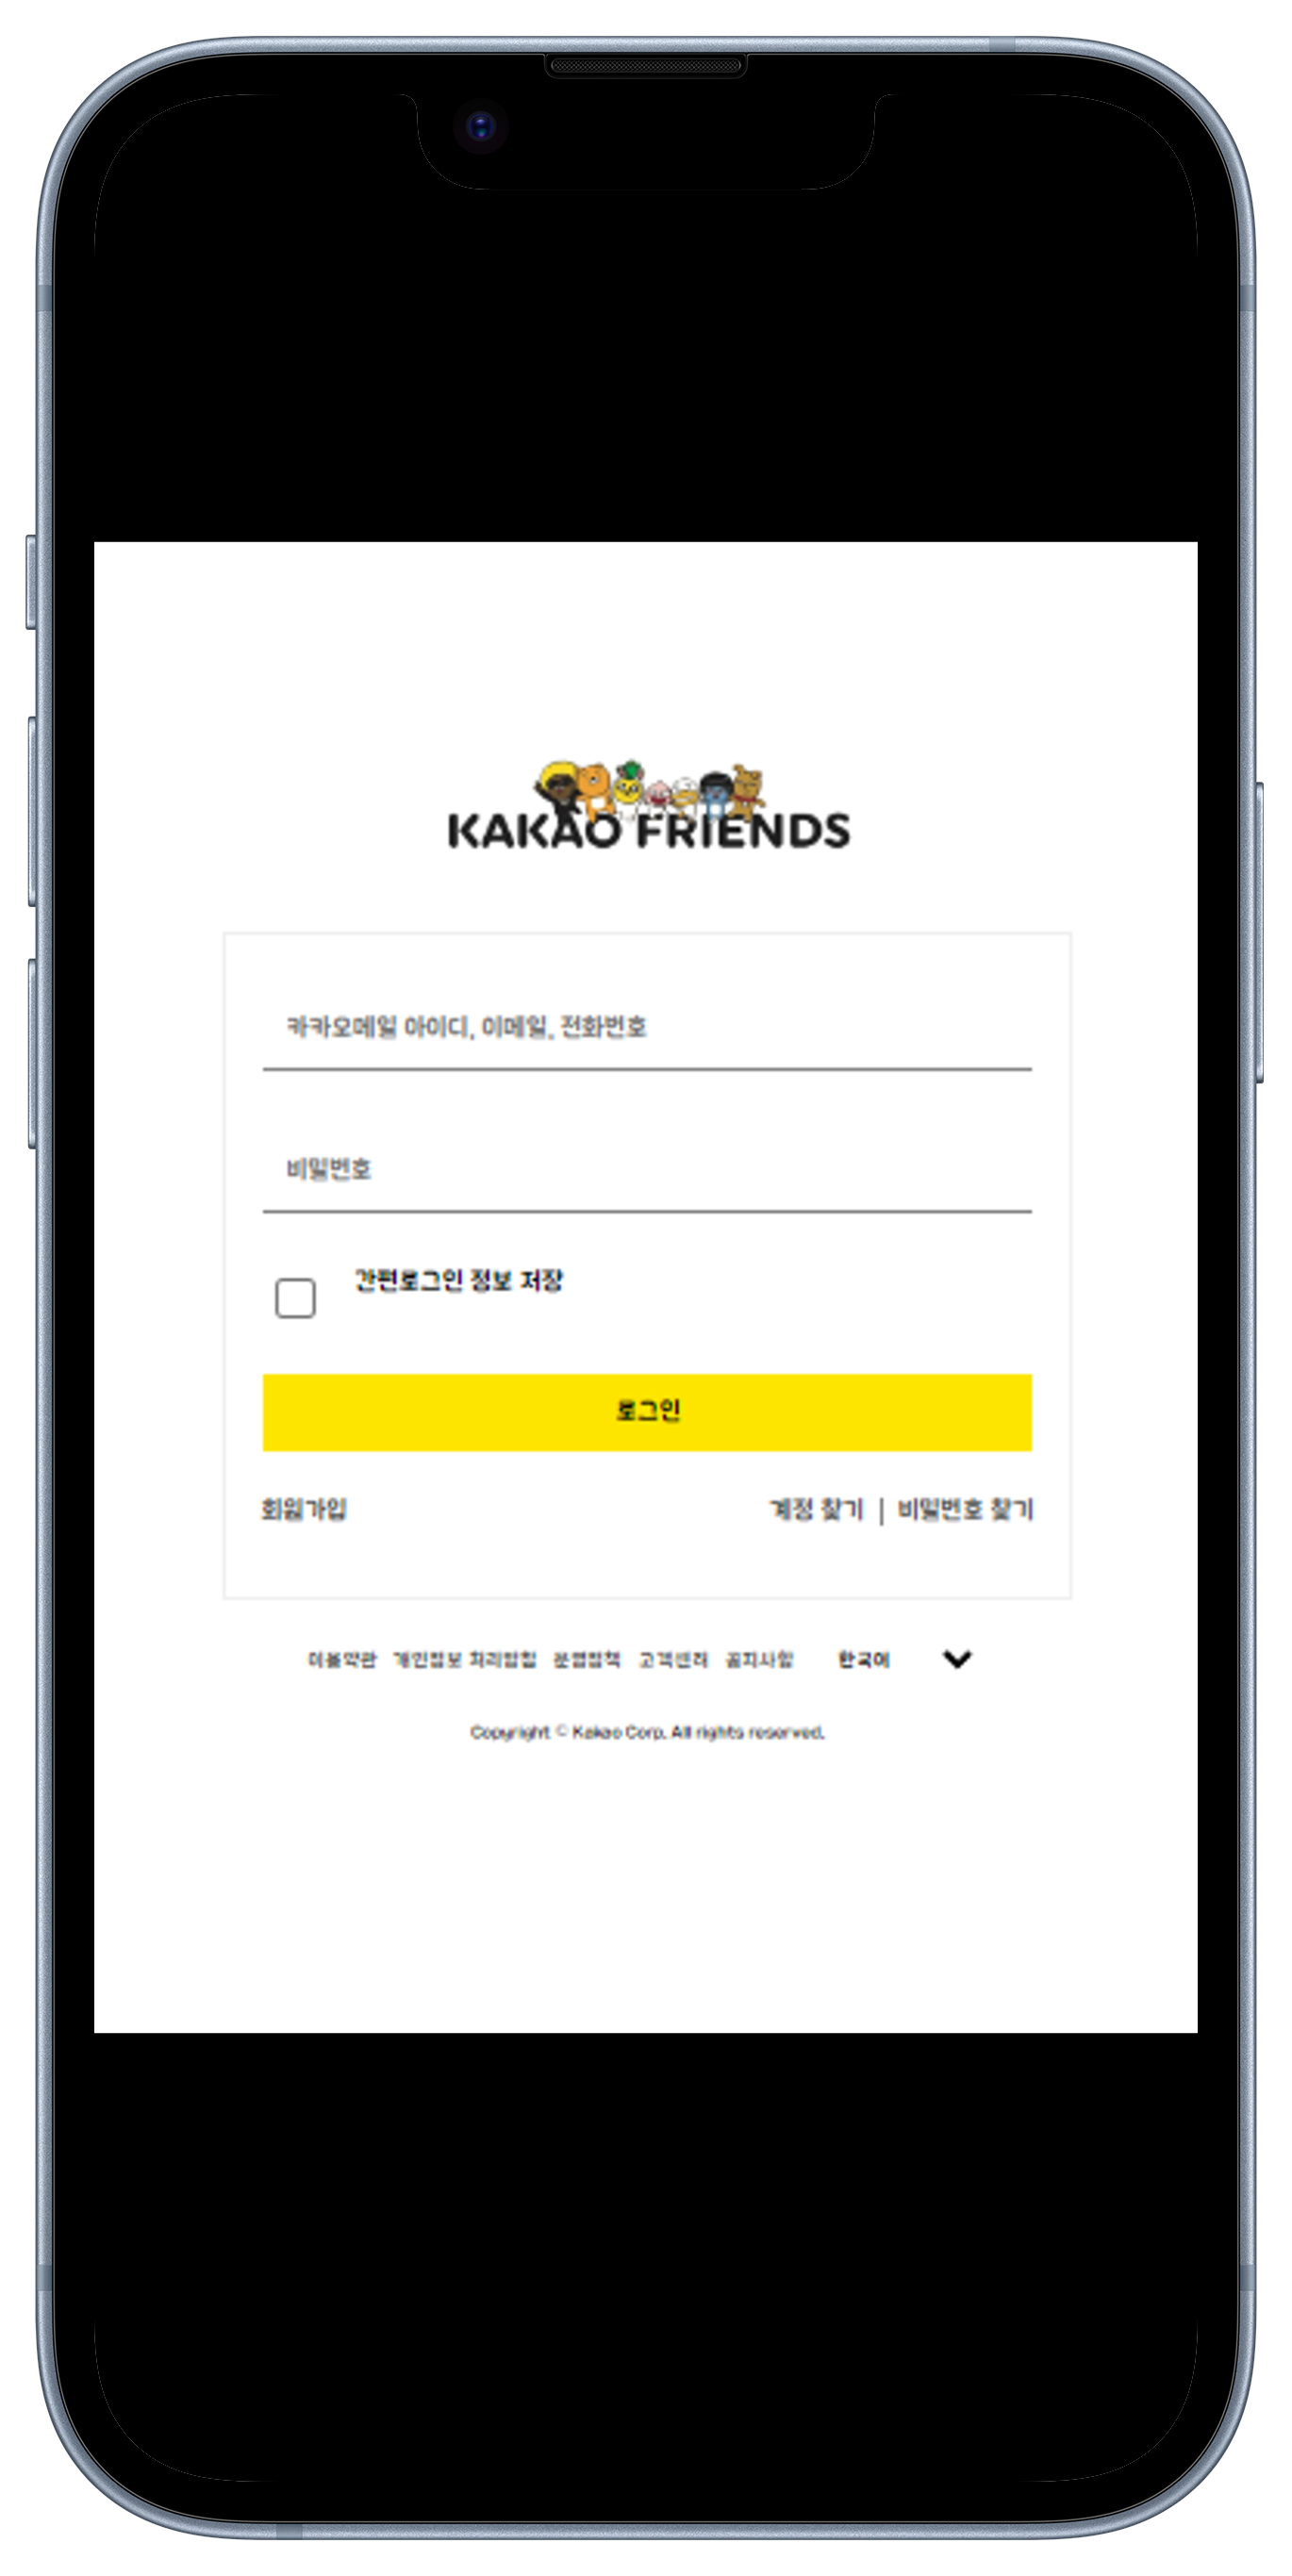 KAKAO FRIENDS
카카오메일 아이디, 이메일, 전화번호
비밀번호
간편로그인 정보 저장
로그인
회원가입
계정 찾기 | 비밀번호 찾기
이용약관 개인정보 처리방침 운영정책 고객센터 공지사항 한국어
Copyright © Kakao Corp. All rights reserved.